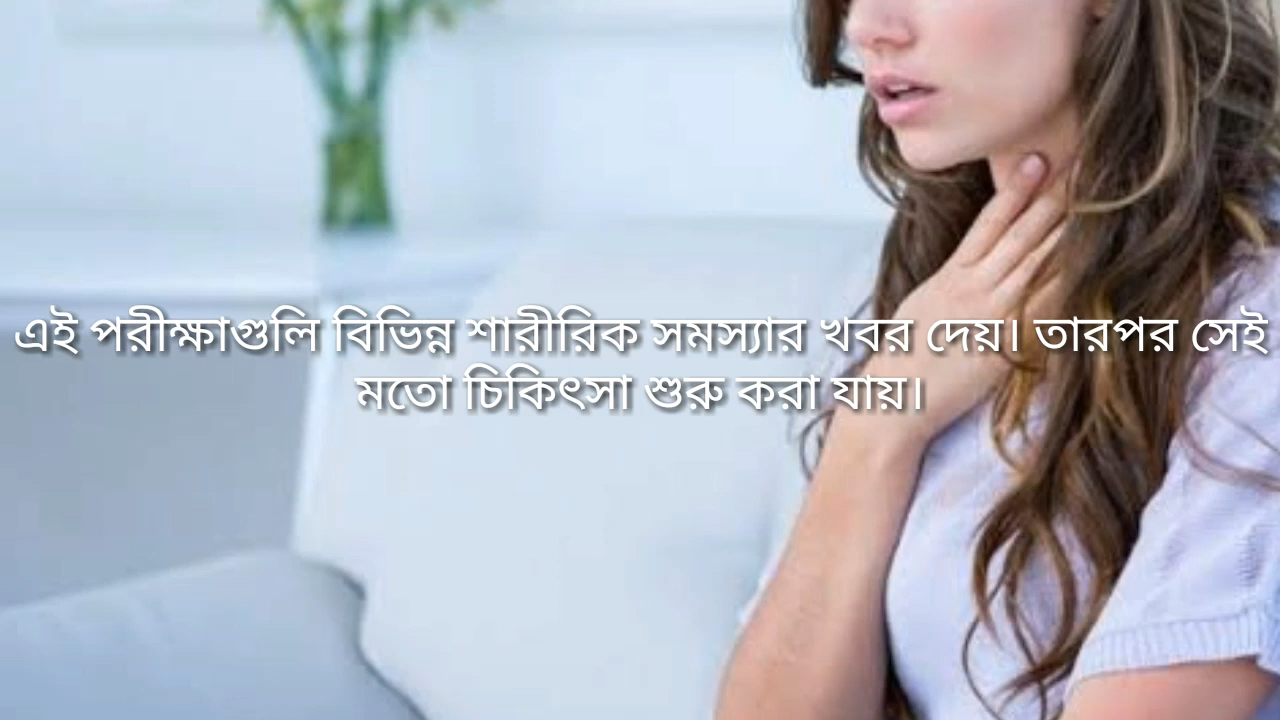 এই পরীক্ষাগুলি বিভিন্ন শারীরিক সমস্যার খবর দেয়। তারপর সেই
মতো চিকিৎসা শুরু করা যায়।